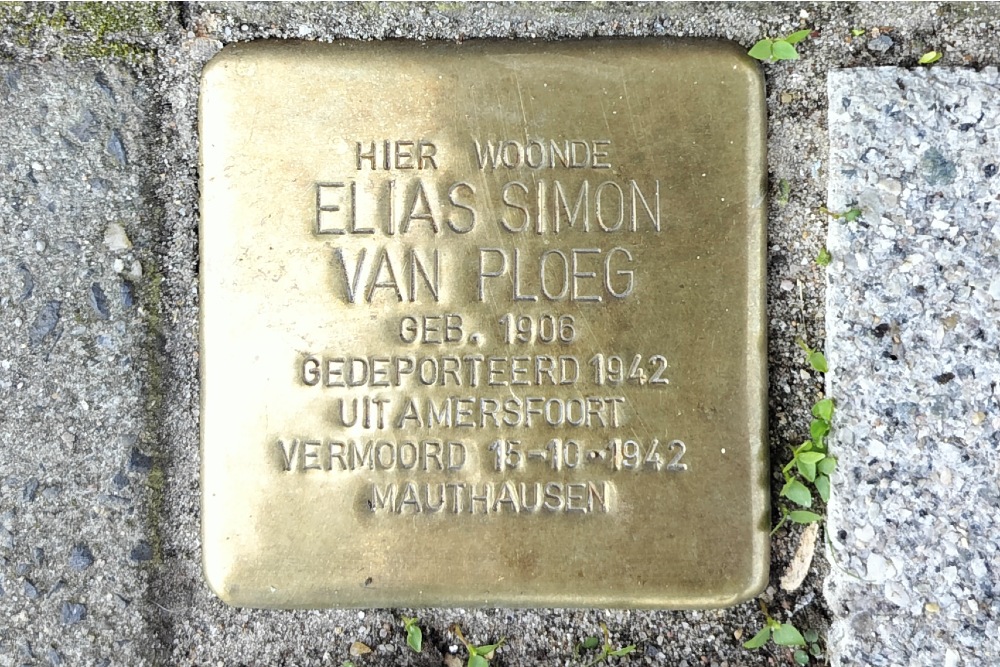 HIER WOONDE
ELIAS SIMON
VAN PLOEG
GEB. 1906
GEDEPORTEERD 1942
UIT AMERSFOORT
VERMOORD 15-10-1942
MAUTHAUSEN